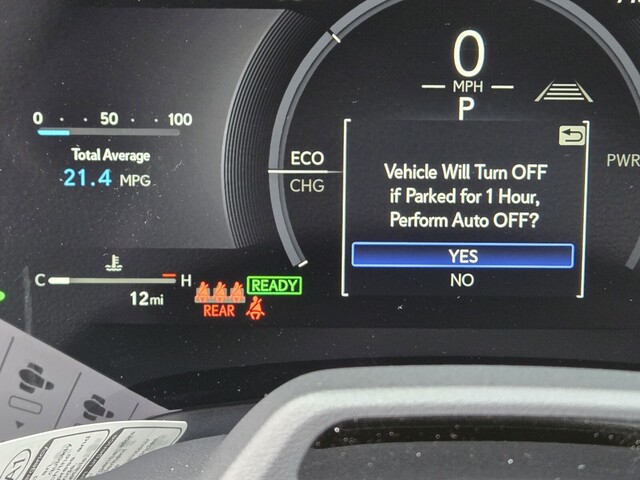 0 50 100
Total Average
21.4 MPG
0
MPH
P
ECO
CHG
PWR
Vehicle Will Turn OFF
if Parked for 1 Hour,
Perform Auto OFF?
YES
NO
C H
12mi
READY
REAR